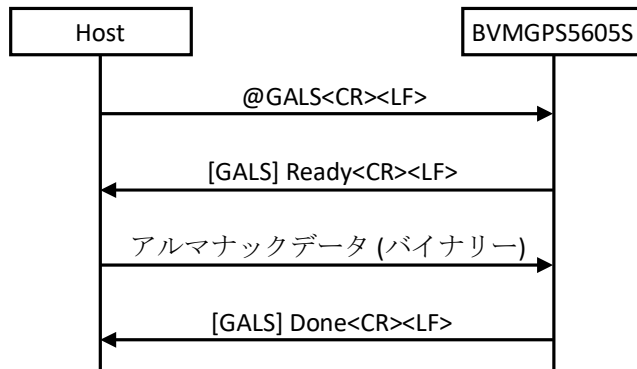 Host
BVMGPS5605S
@GALS<CR><LF>
[GALS] Ready<CR><LF>
アルマナックデータ (バイナリー)
[GALS] Done<CR><LF>